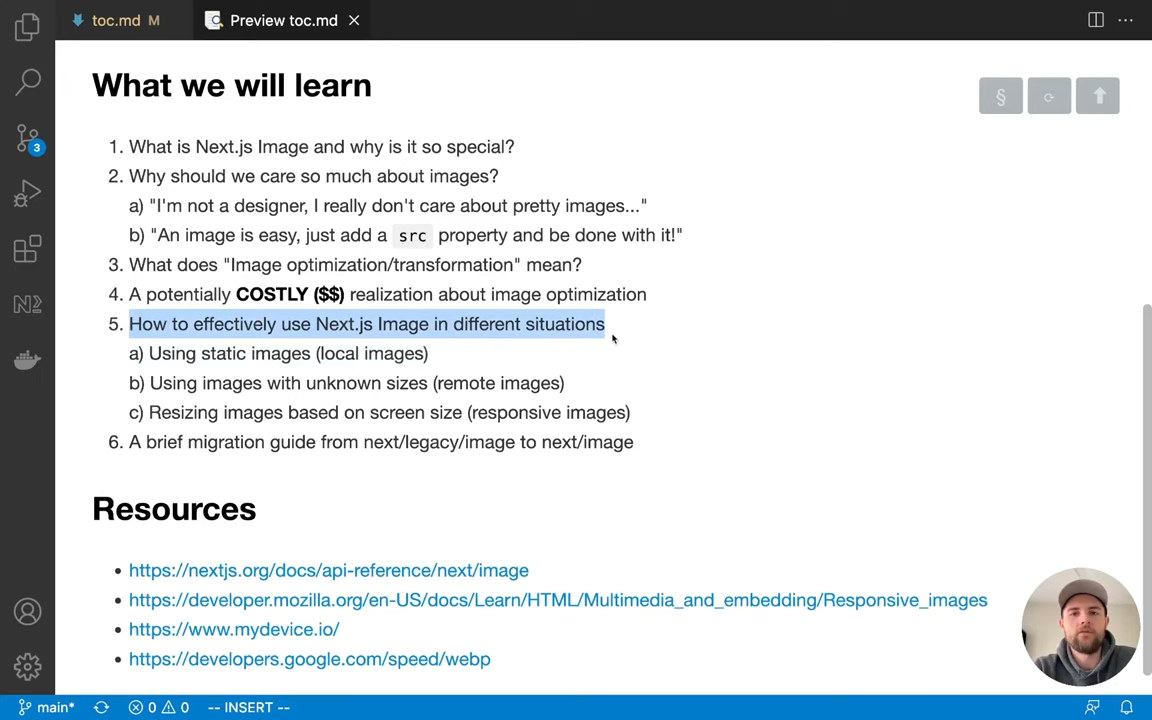 toc.md M
Preview toc.md
What we will learn
§
1. What is Next.js Image and why is it so special?
2. Why should we care so much about images?
a) "I'm not a designer, I really don't care about pretty images..."
b) "An image is easy, just add a src property and be done with it!"
3. What does "Image optimization/transformation" mean?
4. A potentially COSTLY ($$) realization about image optimization
5. How to effectively use Next.js Image in different situations
a) Using static images (local images)
b) Using images with unknown sizes (remote images)
c) Resizing images based on screen size (responsive images)
6. A brief migration guide from next/legacy/image to next/image
Resources
• https://nextjs.org/docs/api-reference/next/image
• https://developer.mozilla.org/en-US/docs/Learn/HTML/Multimedia_and_embedding/Responsive_images
• https://www.mydevice.io/
• https://developers.google.com/speed/webp
3
main* 0 0 -- INSERT --